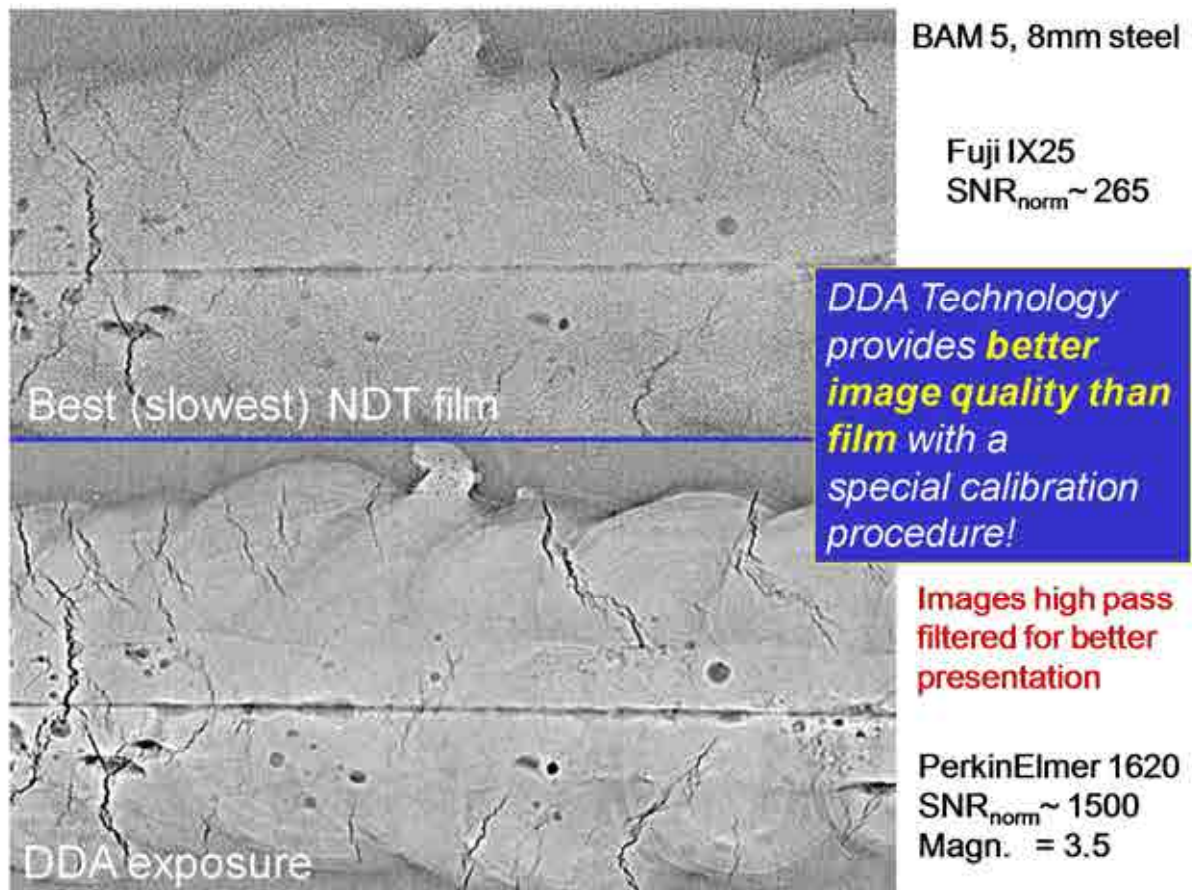 BAM 5, 8mm steel
Fuji IX25
SNRnorm~ 265
DDA Technology
provides better
image quality than
film with a
special calibration
procedure!
Best (slowest) NDT film
Images high pass
filtered for better
presentation
PerkinElmer 1620
SNRnorm~ 1500
Magn. = 3.5
DDA exposure